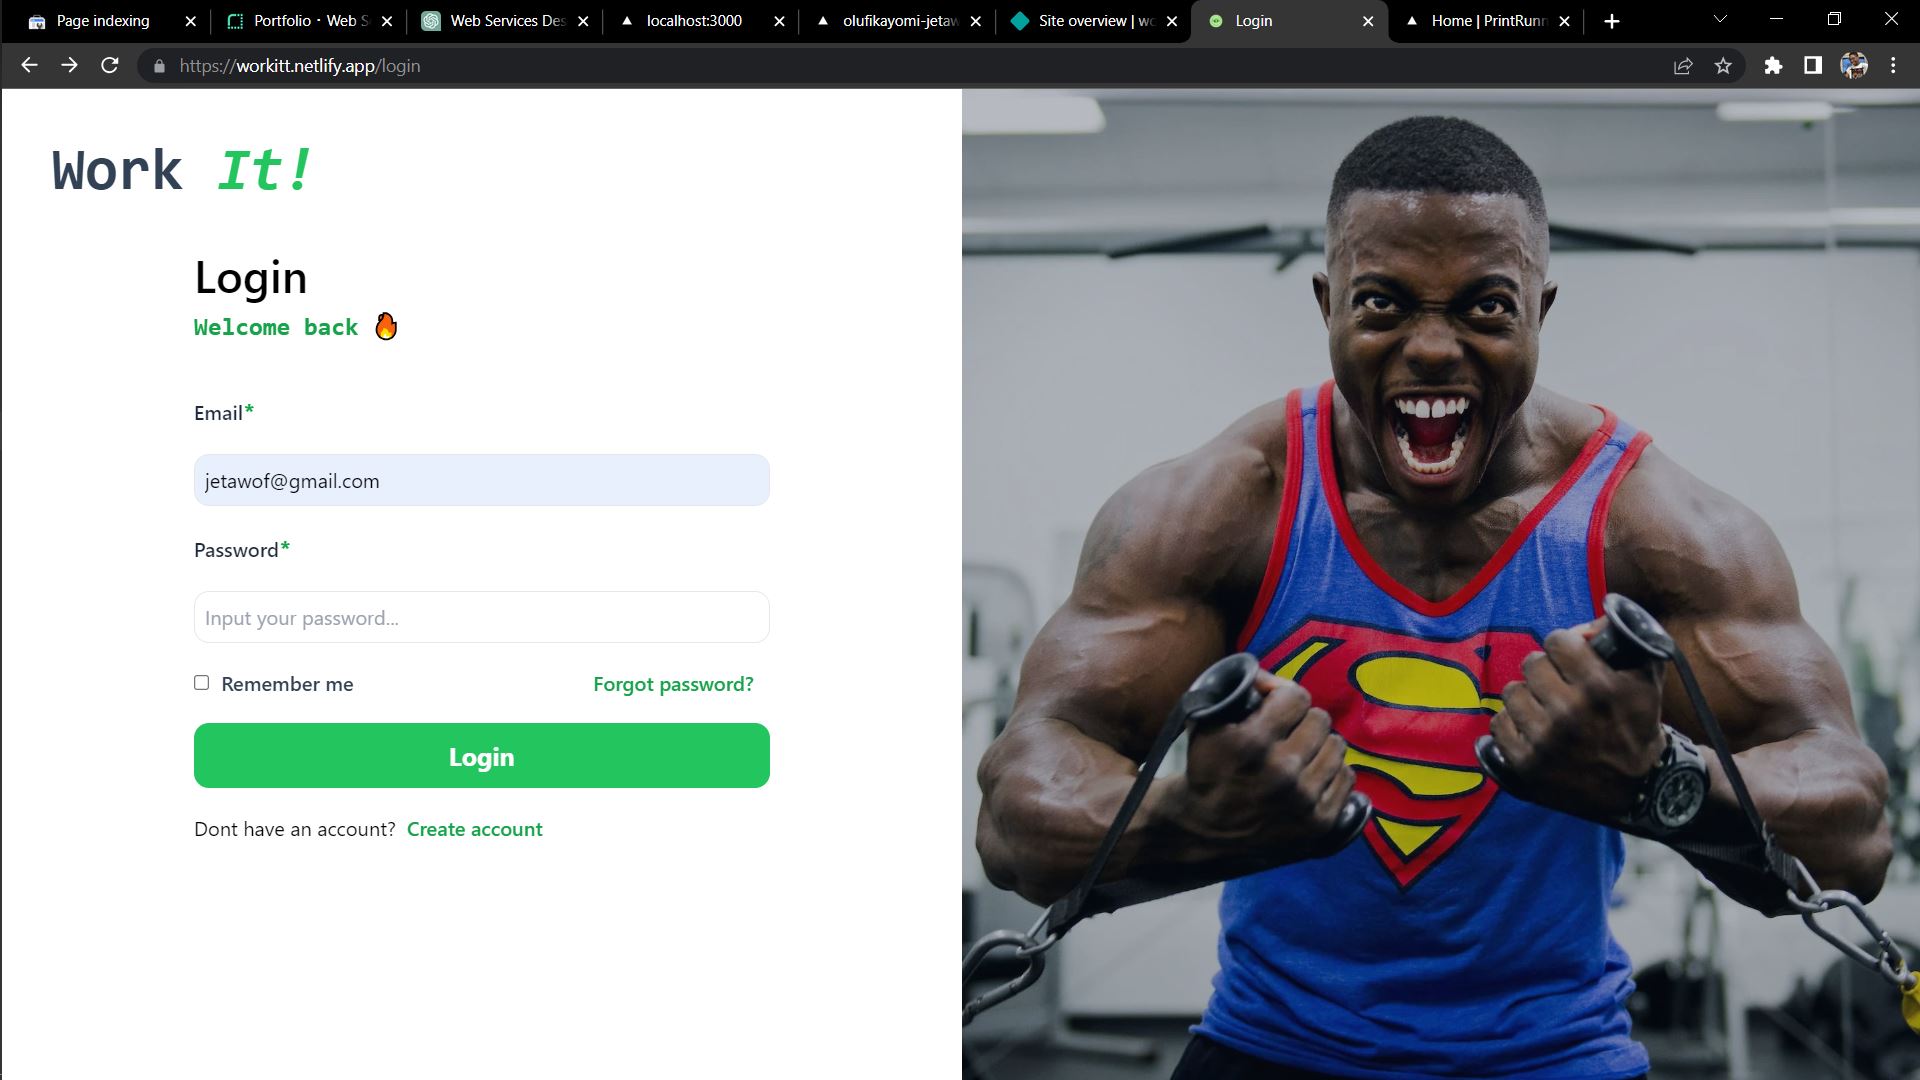 Page indexing
Portfolio · Web S
Web Services Des
localhost:3000
olufikayomi-jetaw
Site overview | wo
Login
Home | PrintRunn
https://workitt.netlify.app/login
Work It!
Login
Welcome back 🔥
Email*
jetawof@gmail.com
Password*
Input your password...
Remember me
Forgot password?
Login
Dont have an account? Create account